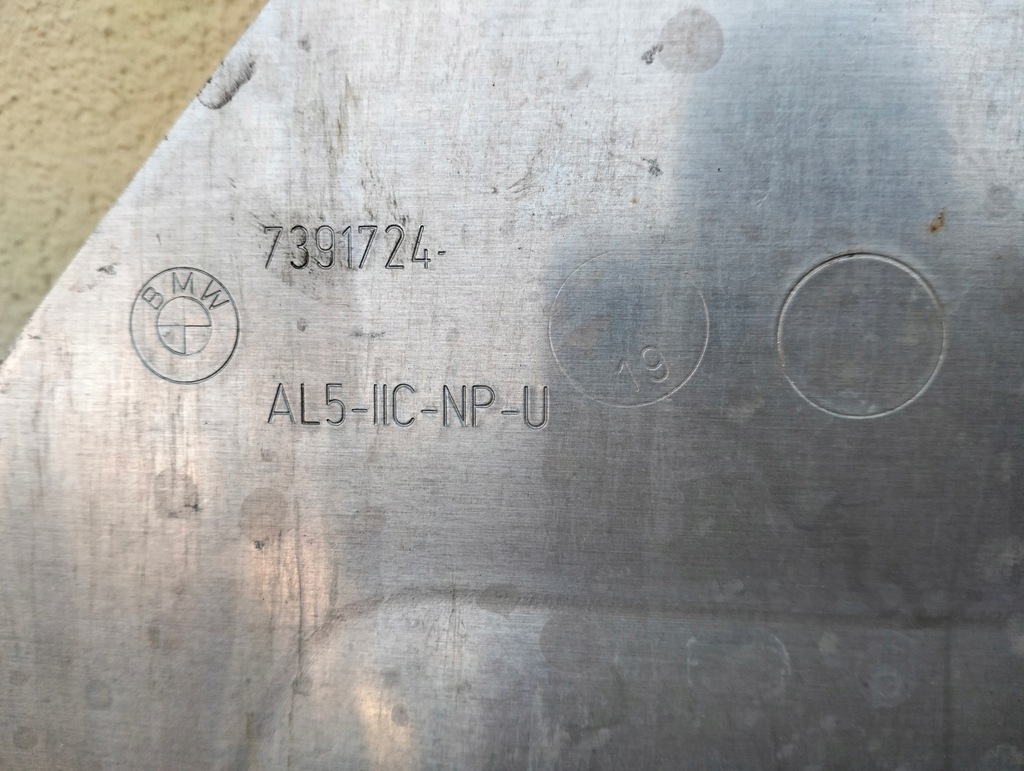 7391724-
BMW
19
AL5-IIC-NP-U